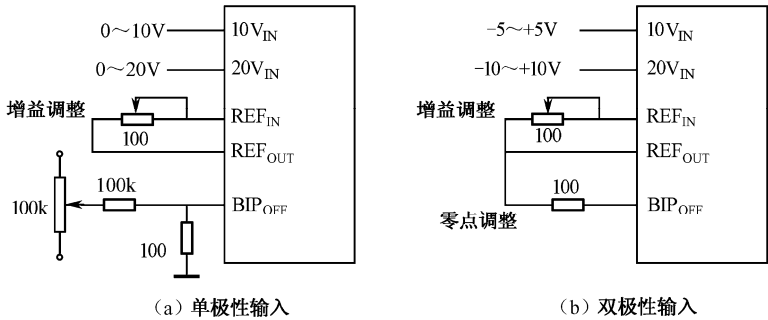 0～10V
10V_IN
0～20V
20V_IN
增益调整
100
REF_IN
REF_OUT
100k
100k
BIP_OFF
100
（a）单极性输入
-5～+5V
10V_IN
-10～+10V
20V_IN
增益调整
100
REF_IN
REF_OUT
100
BIP_OFF
零点调整
（b）双极性输入